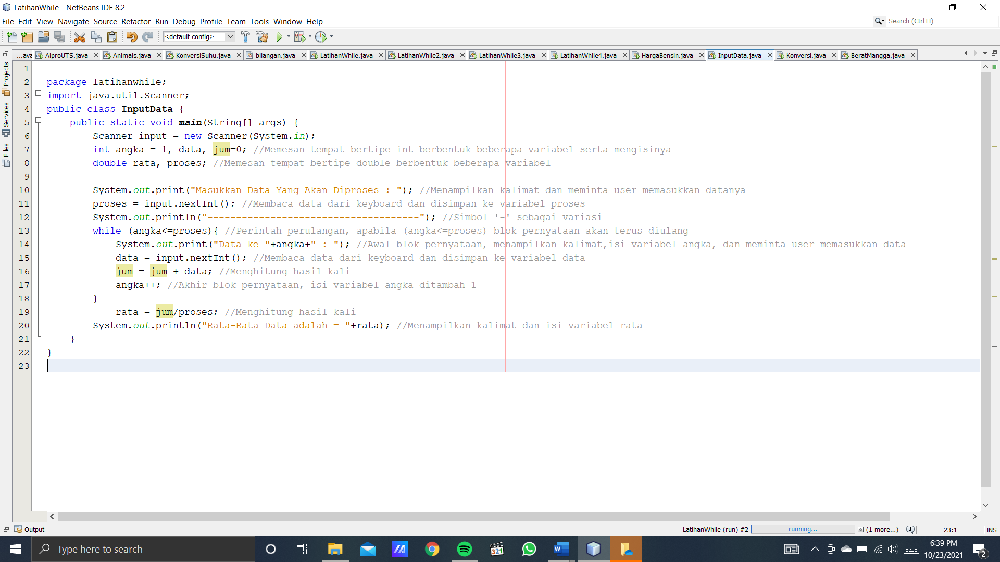 LatihanWhile - NetBeans IDE 8.2
File Edit View Navigate Source Refactor Run Debug Profile Team Tools Window Help
Search (Ctrl+I)
<default config>
...ava AlproUTS.java Animals.java KonversiSuhu.java bilangan.java LatihanWhile.java LatihanWhile2.java LatihanWhlie3.java LatihanWhile4.java HargaBensin.java InputData.java Konversi.java BeratMangga.java
Projects
Services
Files
1
2 package latihanwhile;
3 import java.util.Scanner;
4 public class InputData {
5 public static void main(String[] args) {
6 Scanner input = new Scanner(System.in);
7 int angka = 1, data, jum=0; //Memesan tempat bertipe int berbentuk beberapa variabel serta mengisinya
8 double rata, proses; //Memesan tempat bertipe double berbentuk beberapa variabel
9
10 System.out.print("Masukkan Data Yang Akan Diproses : "); //Menampilkan kalimat dan meminta user memasukkan datanya
11 proses = input.nextInt(); //Membaca data dari keyboard dan disimpan ke variabel proses
12 System.out.println("-------------------------------------"); //Simbol '-' sebagai variasi
13 while (angka<=proses){ //Perintah perulangan, apabila (angka<=proses) blok pernyataan akan terus diulang
14 System.out.print("Data ke "+angka+" : "); //Awal blok pernyataan, menampilkan kalimat,isi variabel angka, dan meminta user memasukkan data
15 data = input.nextInt(); //Membaca data dari keyboard dan disimpan ke variabel data
16 jum = jum + data; //Menghitung hasil kali
17 angka++; //Akhir blok pernyataan, isi variabel angka ditambah 1
18 }
19 rata = jum/proses; //Menghitung hasil kali
20 System.out.println("Rata-Rata Data adalah = "+rata); //Menampilkan kalimat dan isi variabel rata
21 }
22 }
23
Output
LatihanWhile (run) #2 running... (1 more...) 1 23:1 INS
Type here to search
321
6:39 PM
10/23/2021
2